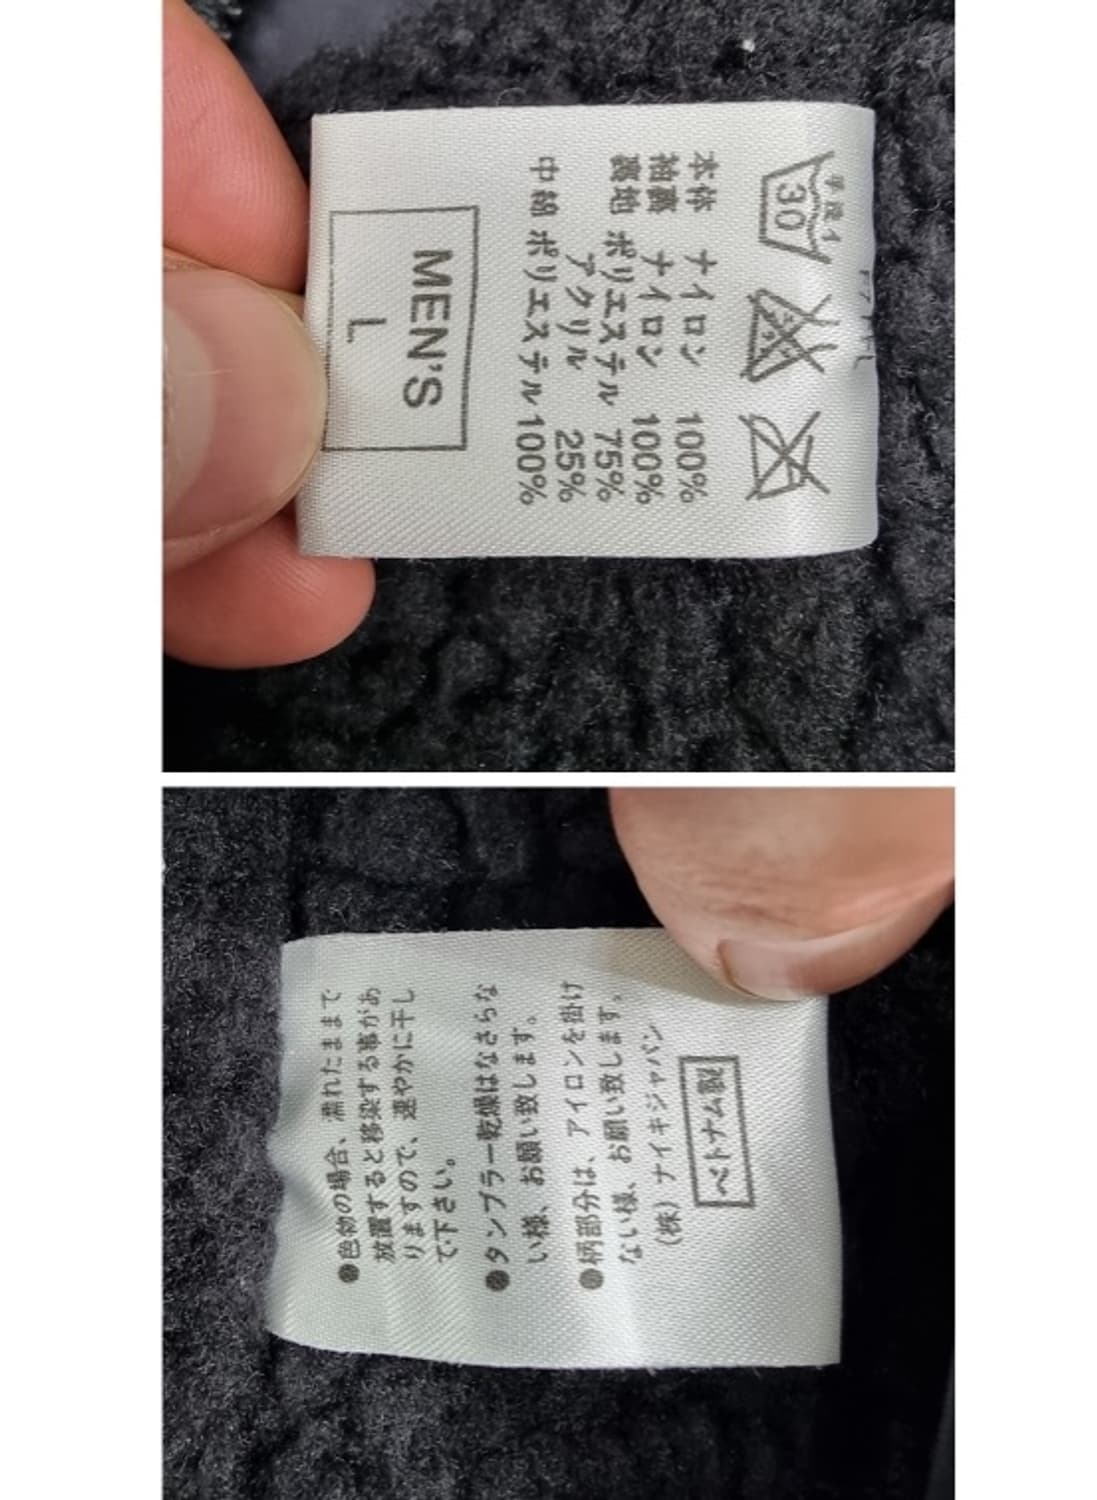 手洗イ
30
本体 ナイロン 100%
袖裏 ナイロン 100%
裏地 ポリエステル 75%
アクリル 25%
中綿 ポリエステル 100%
MEN'S
L
●色物の場合、濡れたままで
放置すると移染する事があ
りますので、速やかに干し
て下さい。
●タンブラー乾燥はなさらな
い様、お願い致します。
●柄部分は、アイロンを掛け
ない様、お願い致します。
(株)ナイキジャパン
ベトナム製